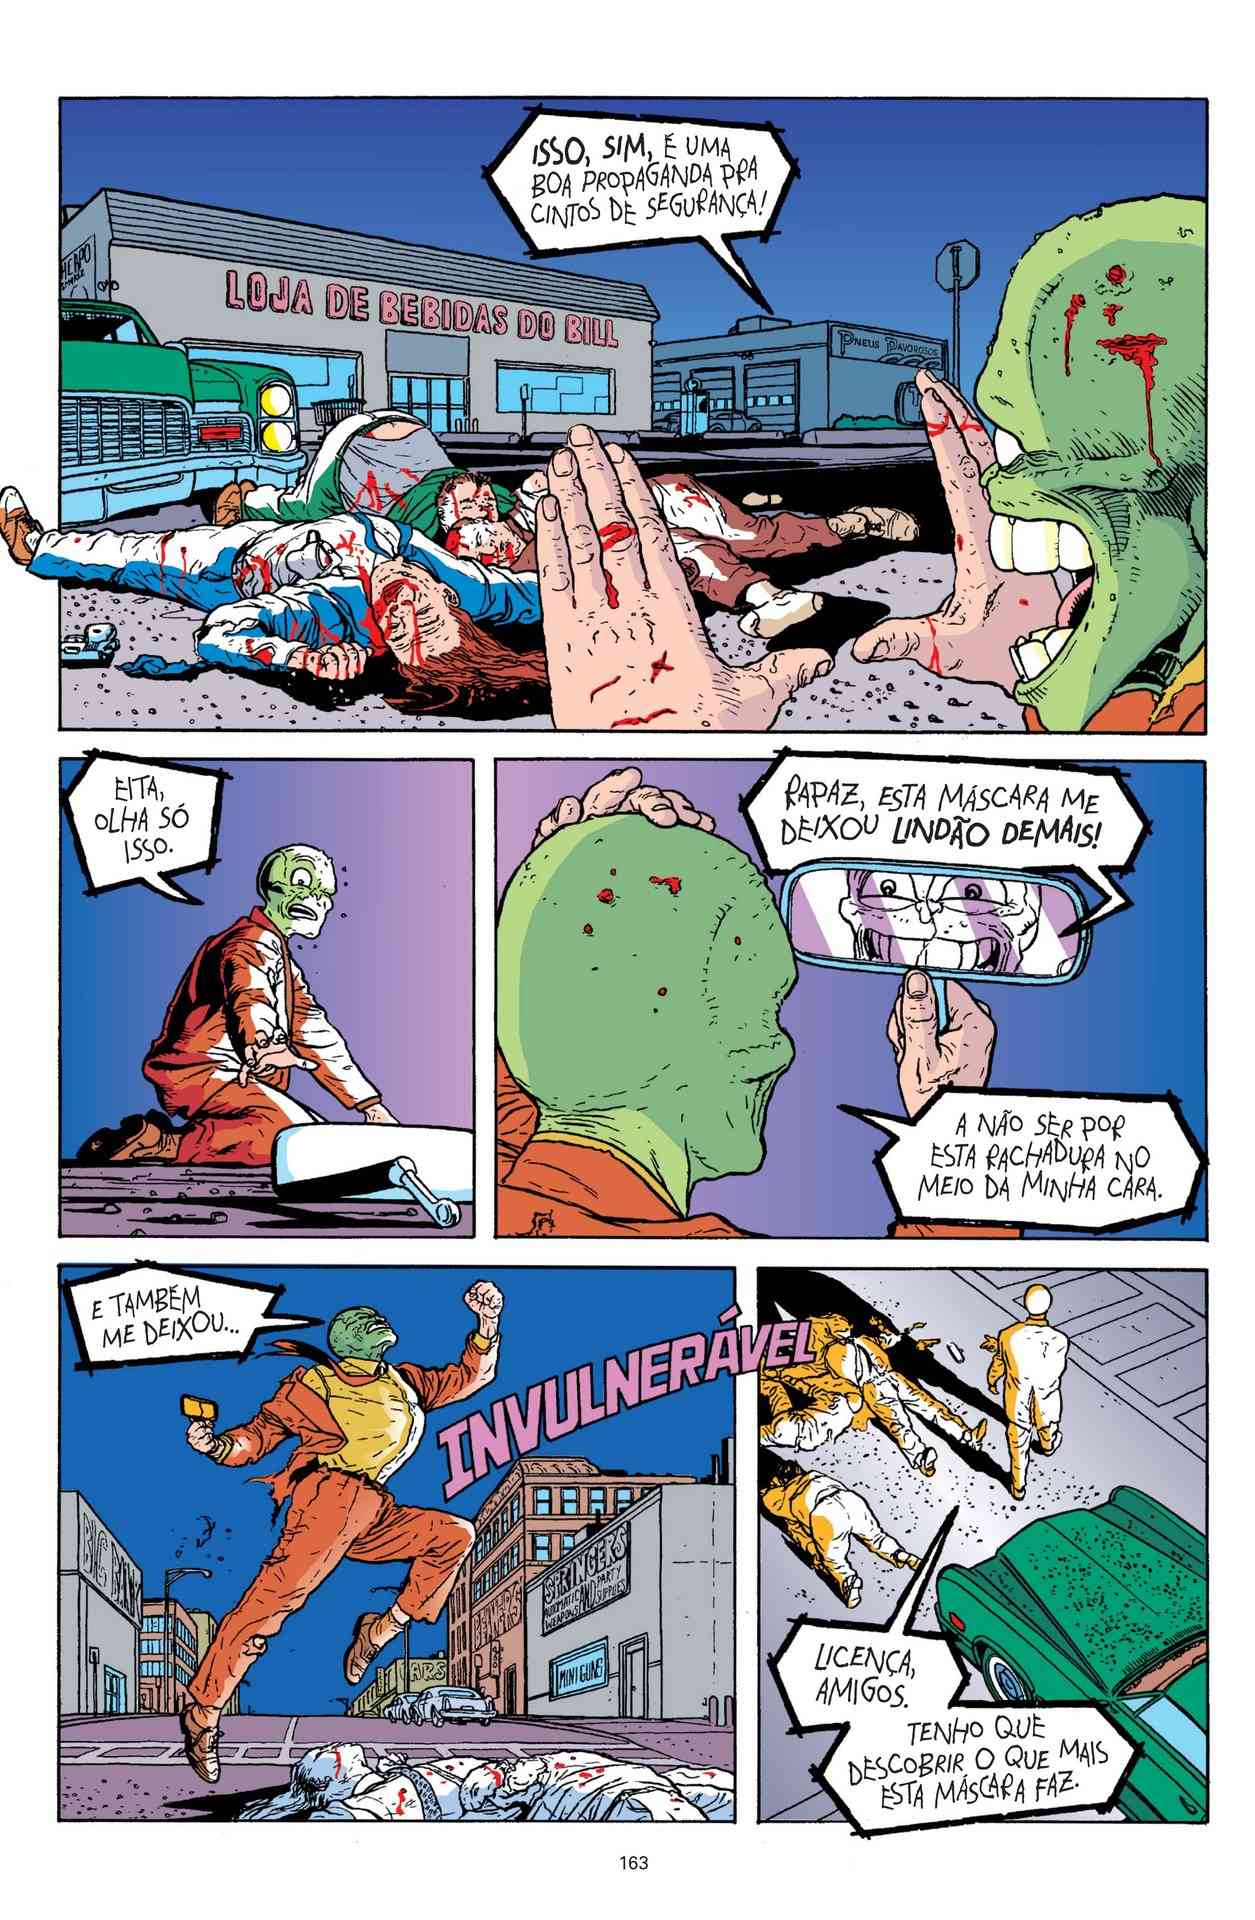 ISSO, SIM, É UMA
BOA PROPAGANDA PRA
CINTOS DE SEGURANÇA!
LOJA DE BEBIDAS DO BILL
PNEUS PAVOROSOS
EITA,
OLHA SÓ
ISSO.
RAPAZ, ESTA MÁSCARA ME
DEIXOU LINDÃO DEMAIS!
A NÃO SER POR
ESTA RACHADURA NO
MEIO DA MINHA CARA.
E TAMBÉM
ME DEIXOU...
INVULNERÁVEL
BIG BANK
SPRINGERS
AUTOMATIC
WEAPONS
AND
PARTY
SUPPLIES
MINI GUNS
CARS
LICENÇA,
AMIGOS.
TENHO QUE
DESCOBRIR O QUE MAIS
ESTA MÁSCARA FAZ.
163